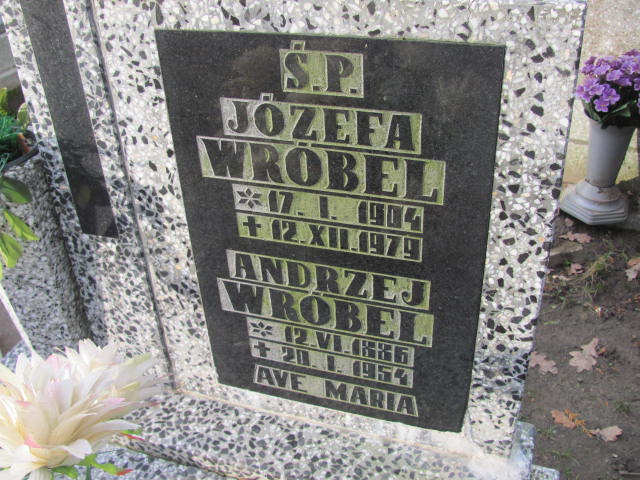 Ś.P.
JÓZEFA
WRÓBEL
* 17. I. 1904
+ 12.XII.1979
ANDRZEJ
WRÓBEL
* 12.VI.1886
+ 20.I.1954
AVE MARIA